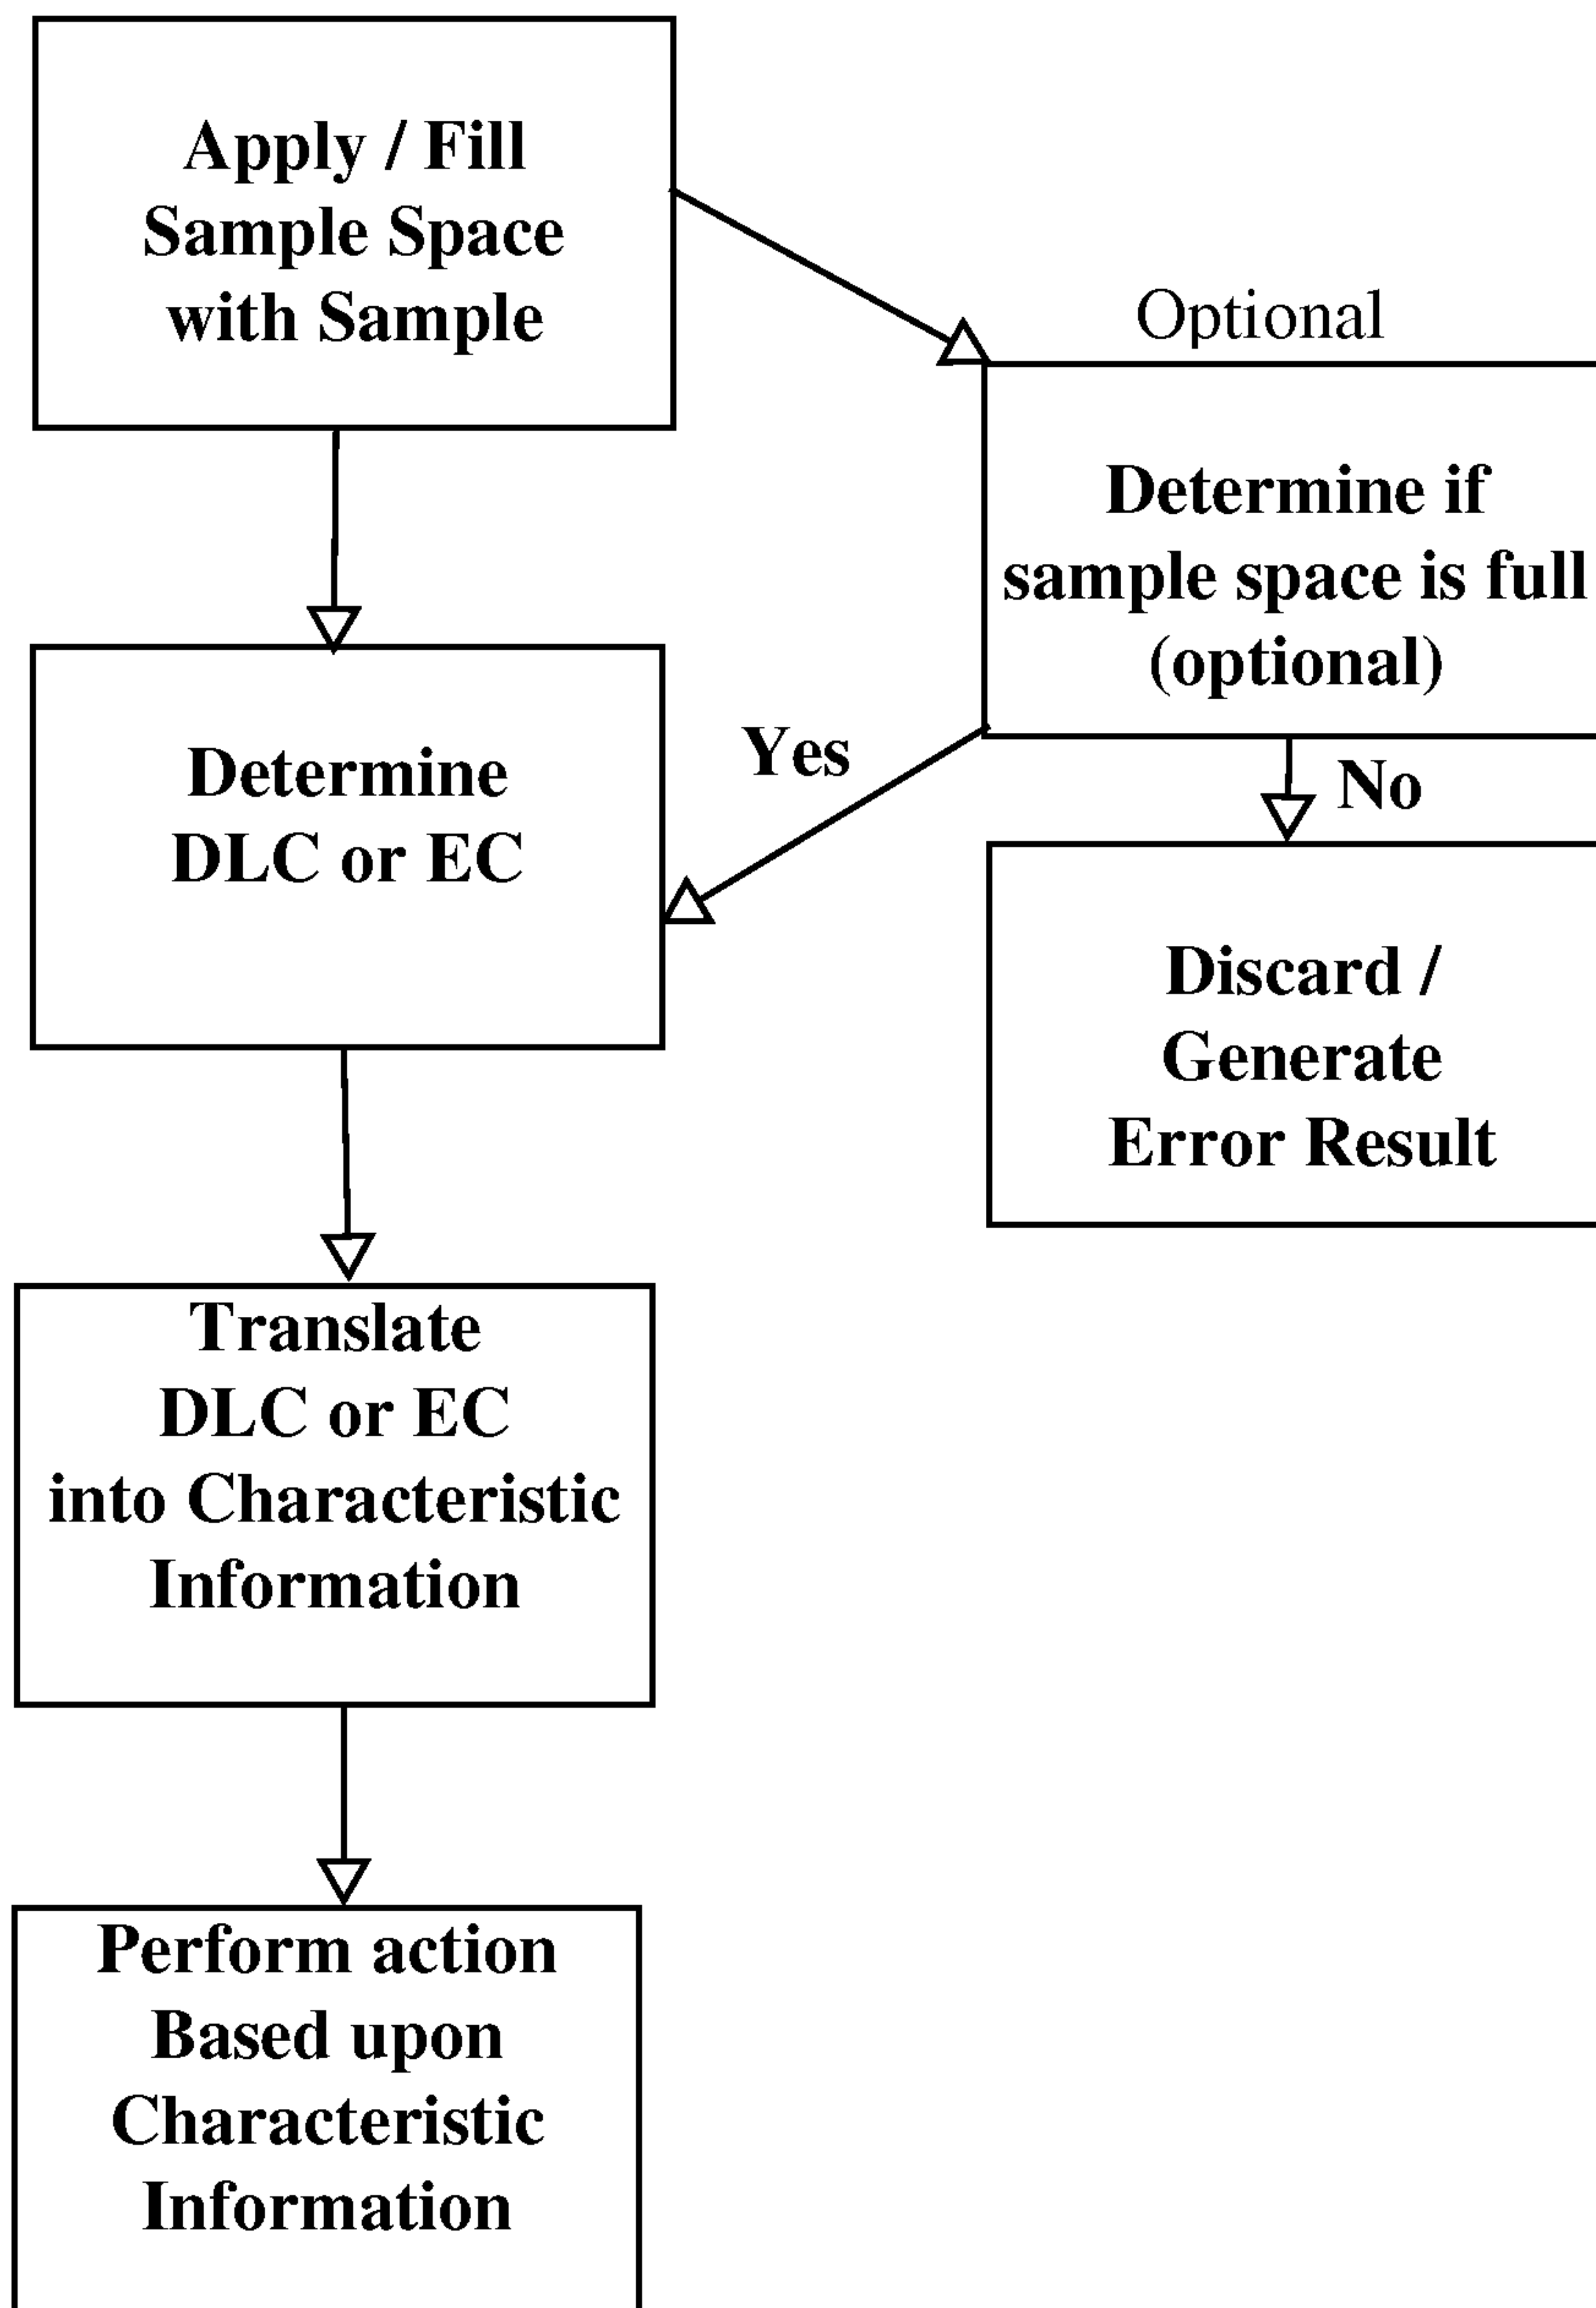 Apply / Fill
Sample Space
with Sample
Optional
Determine if
sample space is full
(optional)
Yes
No
Determine
DLC or EC
Discard /
Generate
Error Result
Translate
DLC or EC
into Characteristic
Information
Perform action
Based upon
Characteristic
Information